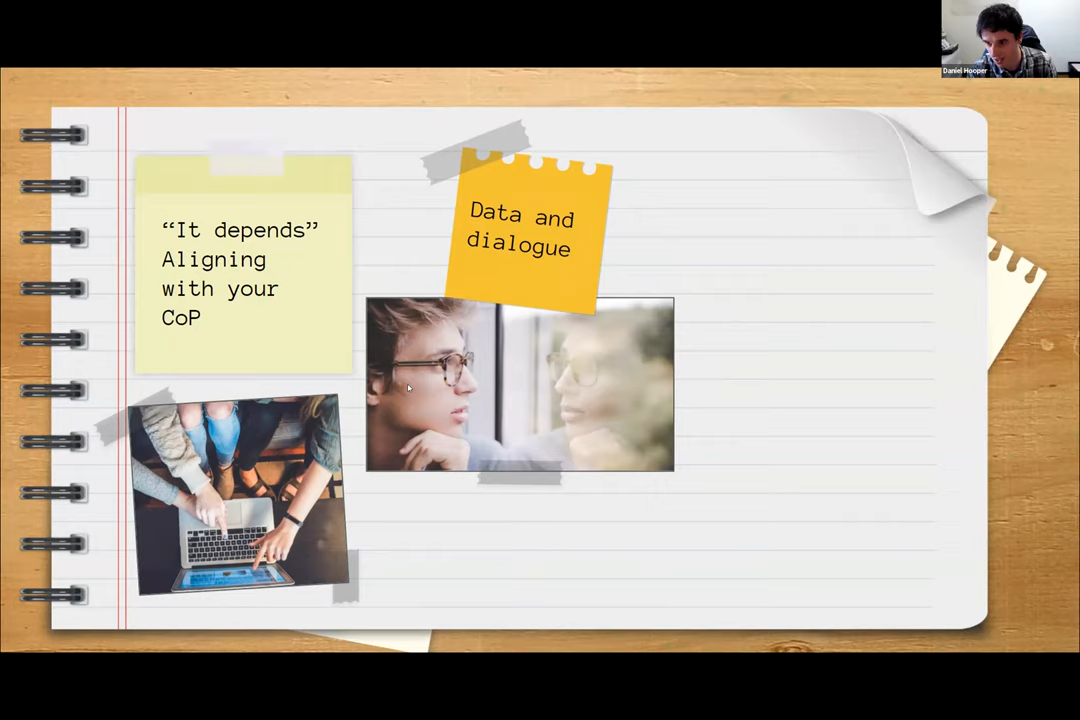 “It depends”
Aligning
with your
CoP
Data and
dialogue
Daniel Hooper